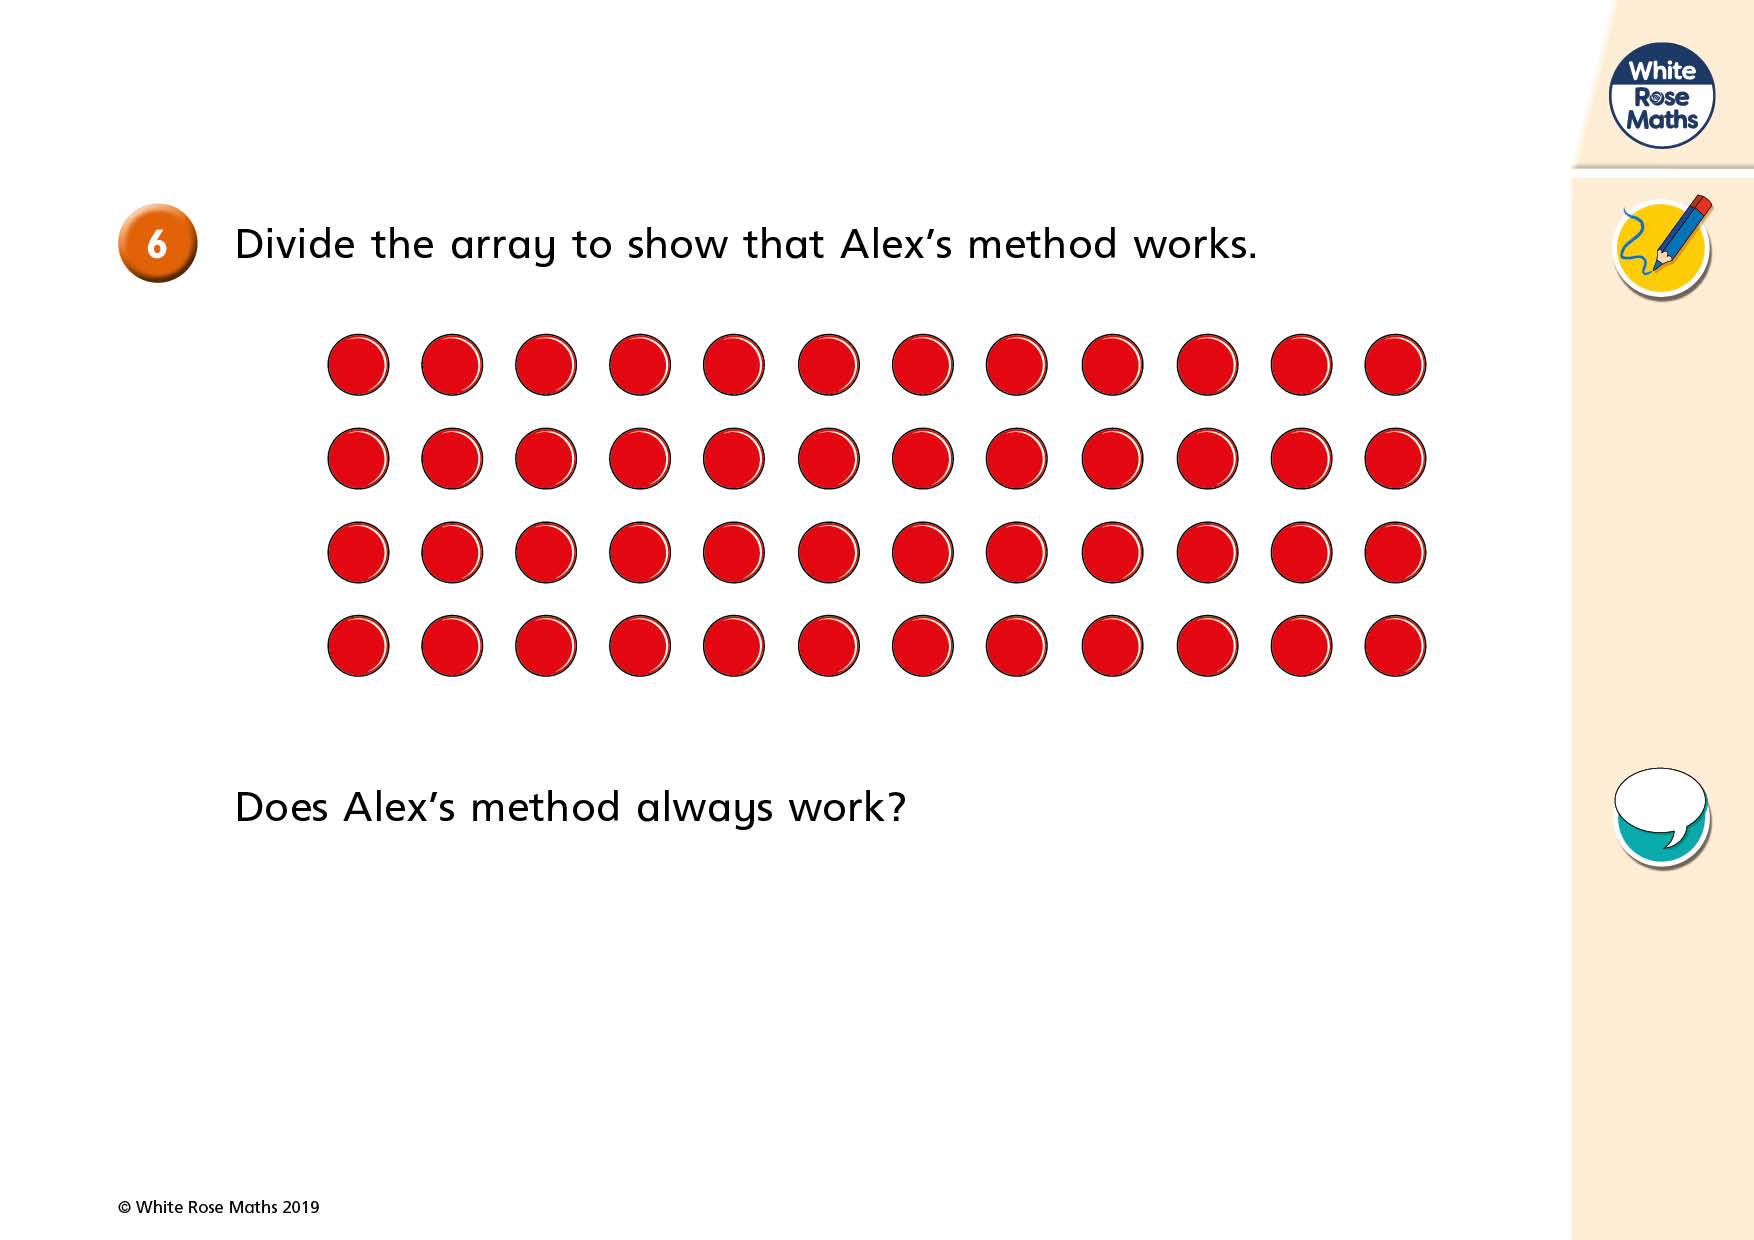 White
Rose
Maths
6 Divide the array to show that Alex’s method works.
Does Alex’s method always work?
© White Rose Maths 2019